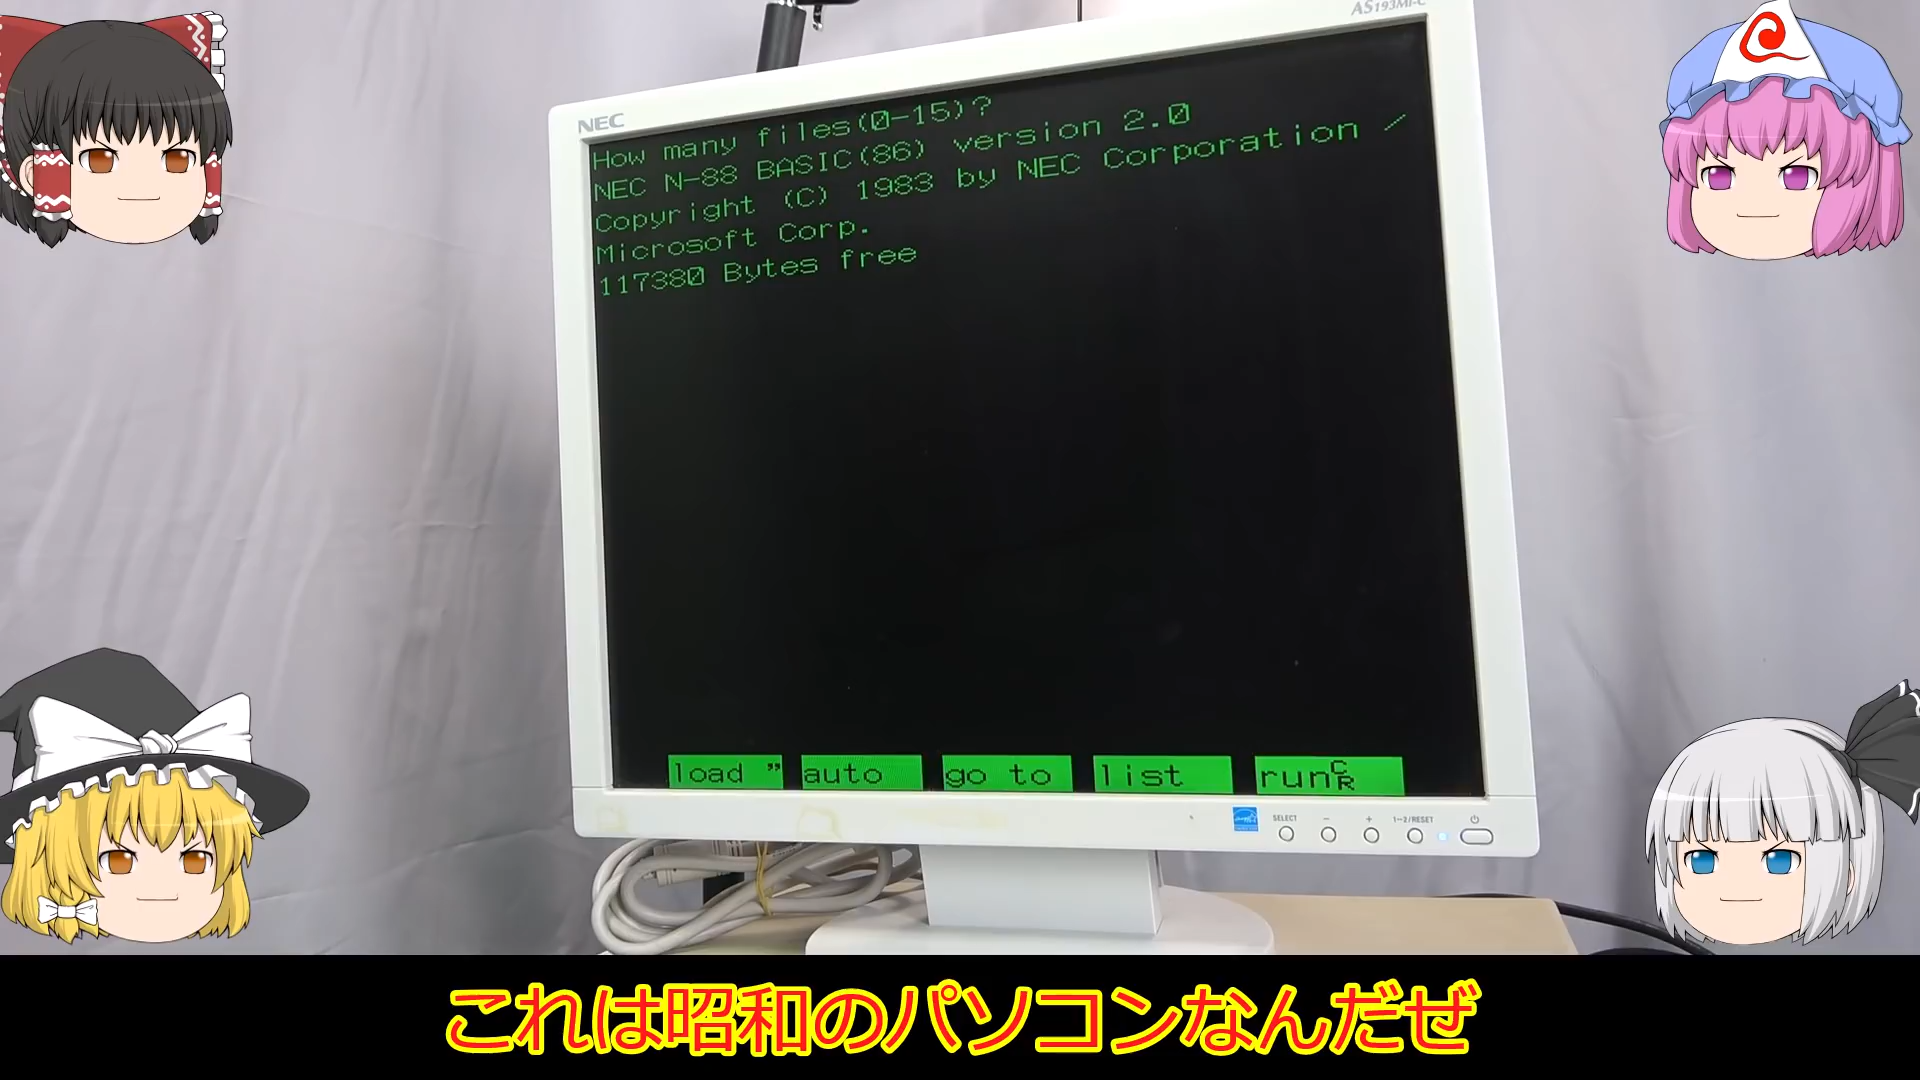 AS193Mi-C
NEC
How many files(0-15)?
NEC N-88 BASIC(86) version 2.0
Copyright (C) 1983 by NEC Corporation /
Microsoft Corp.
117380 Bytes free
load " auto go to list runCR
SELECT - + 1↔2/RESET
これは昭和のパソコンなんだぜ